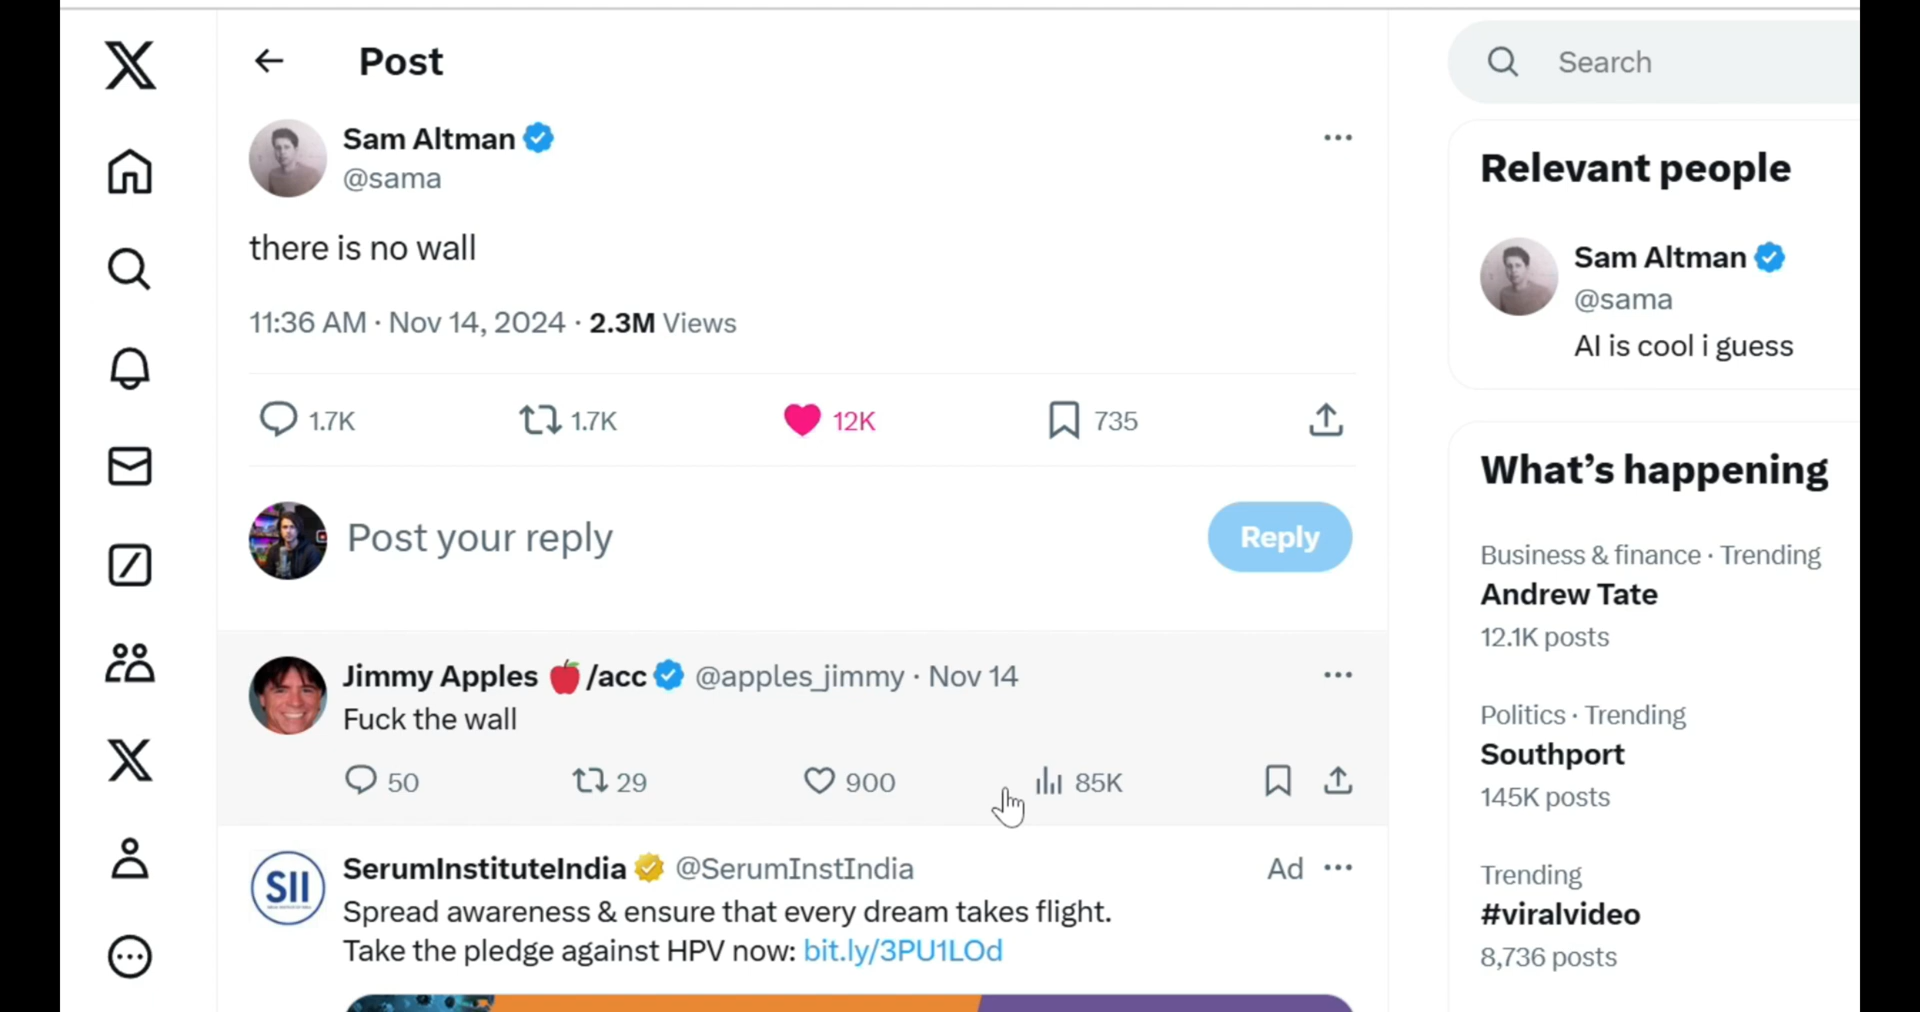 Post
Sam Altman
@sama
there is no wall
11:36 AM · Nov 14, 2024 · 2.3M Views
1.7K 1.7K 12K 735
Post your reply
Reply
Jimmy Apples 🍎/acc @apples_jimmy · Nov 14
Fuck the wall
50 29 900 85K
SII
SerumInstituteIndia @SerumInstIndia Ad
Spread awareness & ensure that every dream takes flight.
Take the pledge against HPV now: bit.ly/3PU1LOd
Search
Relevant people
Sam Altman
@sama
AI is cool i guess
What's happening
Business & finance · Trending
Andrew Tate
12.1K posts
Politics · Trending
Southport
145K posts
Trending
#viralvideo
8,736 posts